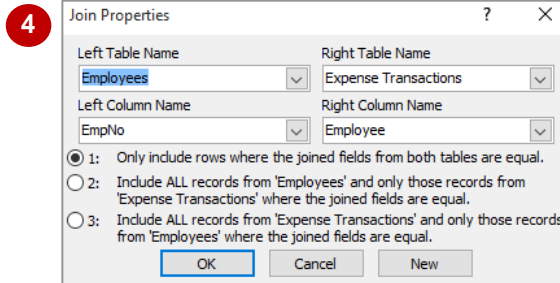 4
Join Properties ? X
Left Table Name Right Table Name
Employees Expense Transactions
Left Column Name Right Column Name
EmpNo Employee
1: Only include rows where the joined fields from both tables are equal.
2: Include ALL records from 'Employees' and only those records from
'Expense Transactions' where the joined fields are equal.
3: Include ALL records from 'Expense Transactions' and only those records
from 'Employees' where the joined fields are equal.
OK Cancel New